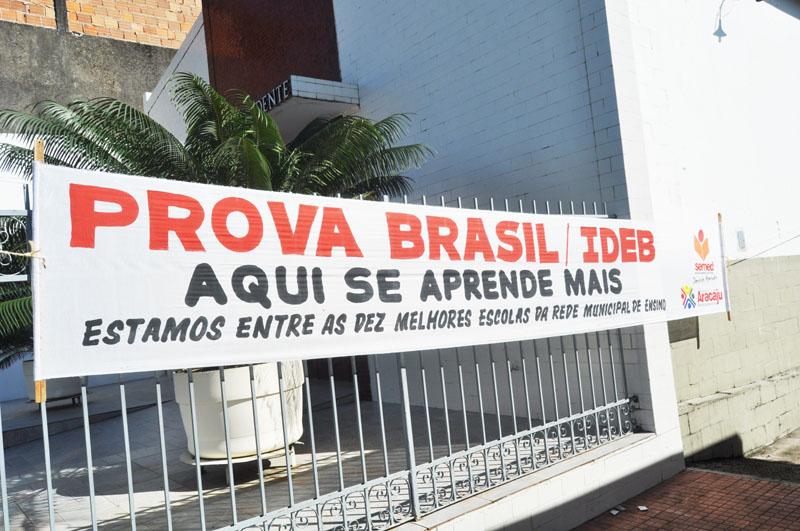 DENTE
PROVA BRASIL / IDEB
AQUI SE APRENDE MAIS
ESTAMOS ENTRE AS DEZ MELHORES ESCOLAS DA REDE MUNICIPAL DE ENSINO
semed
Aracaju